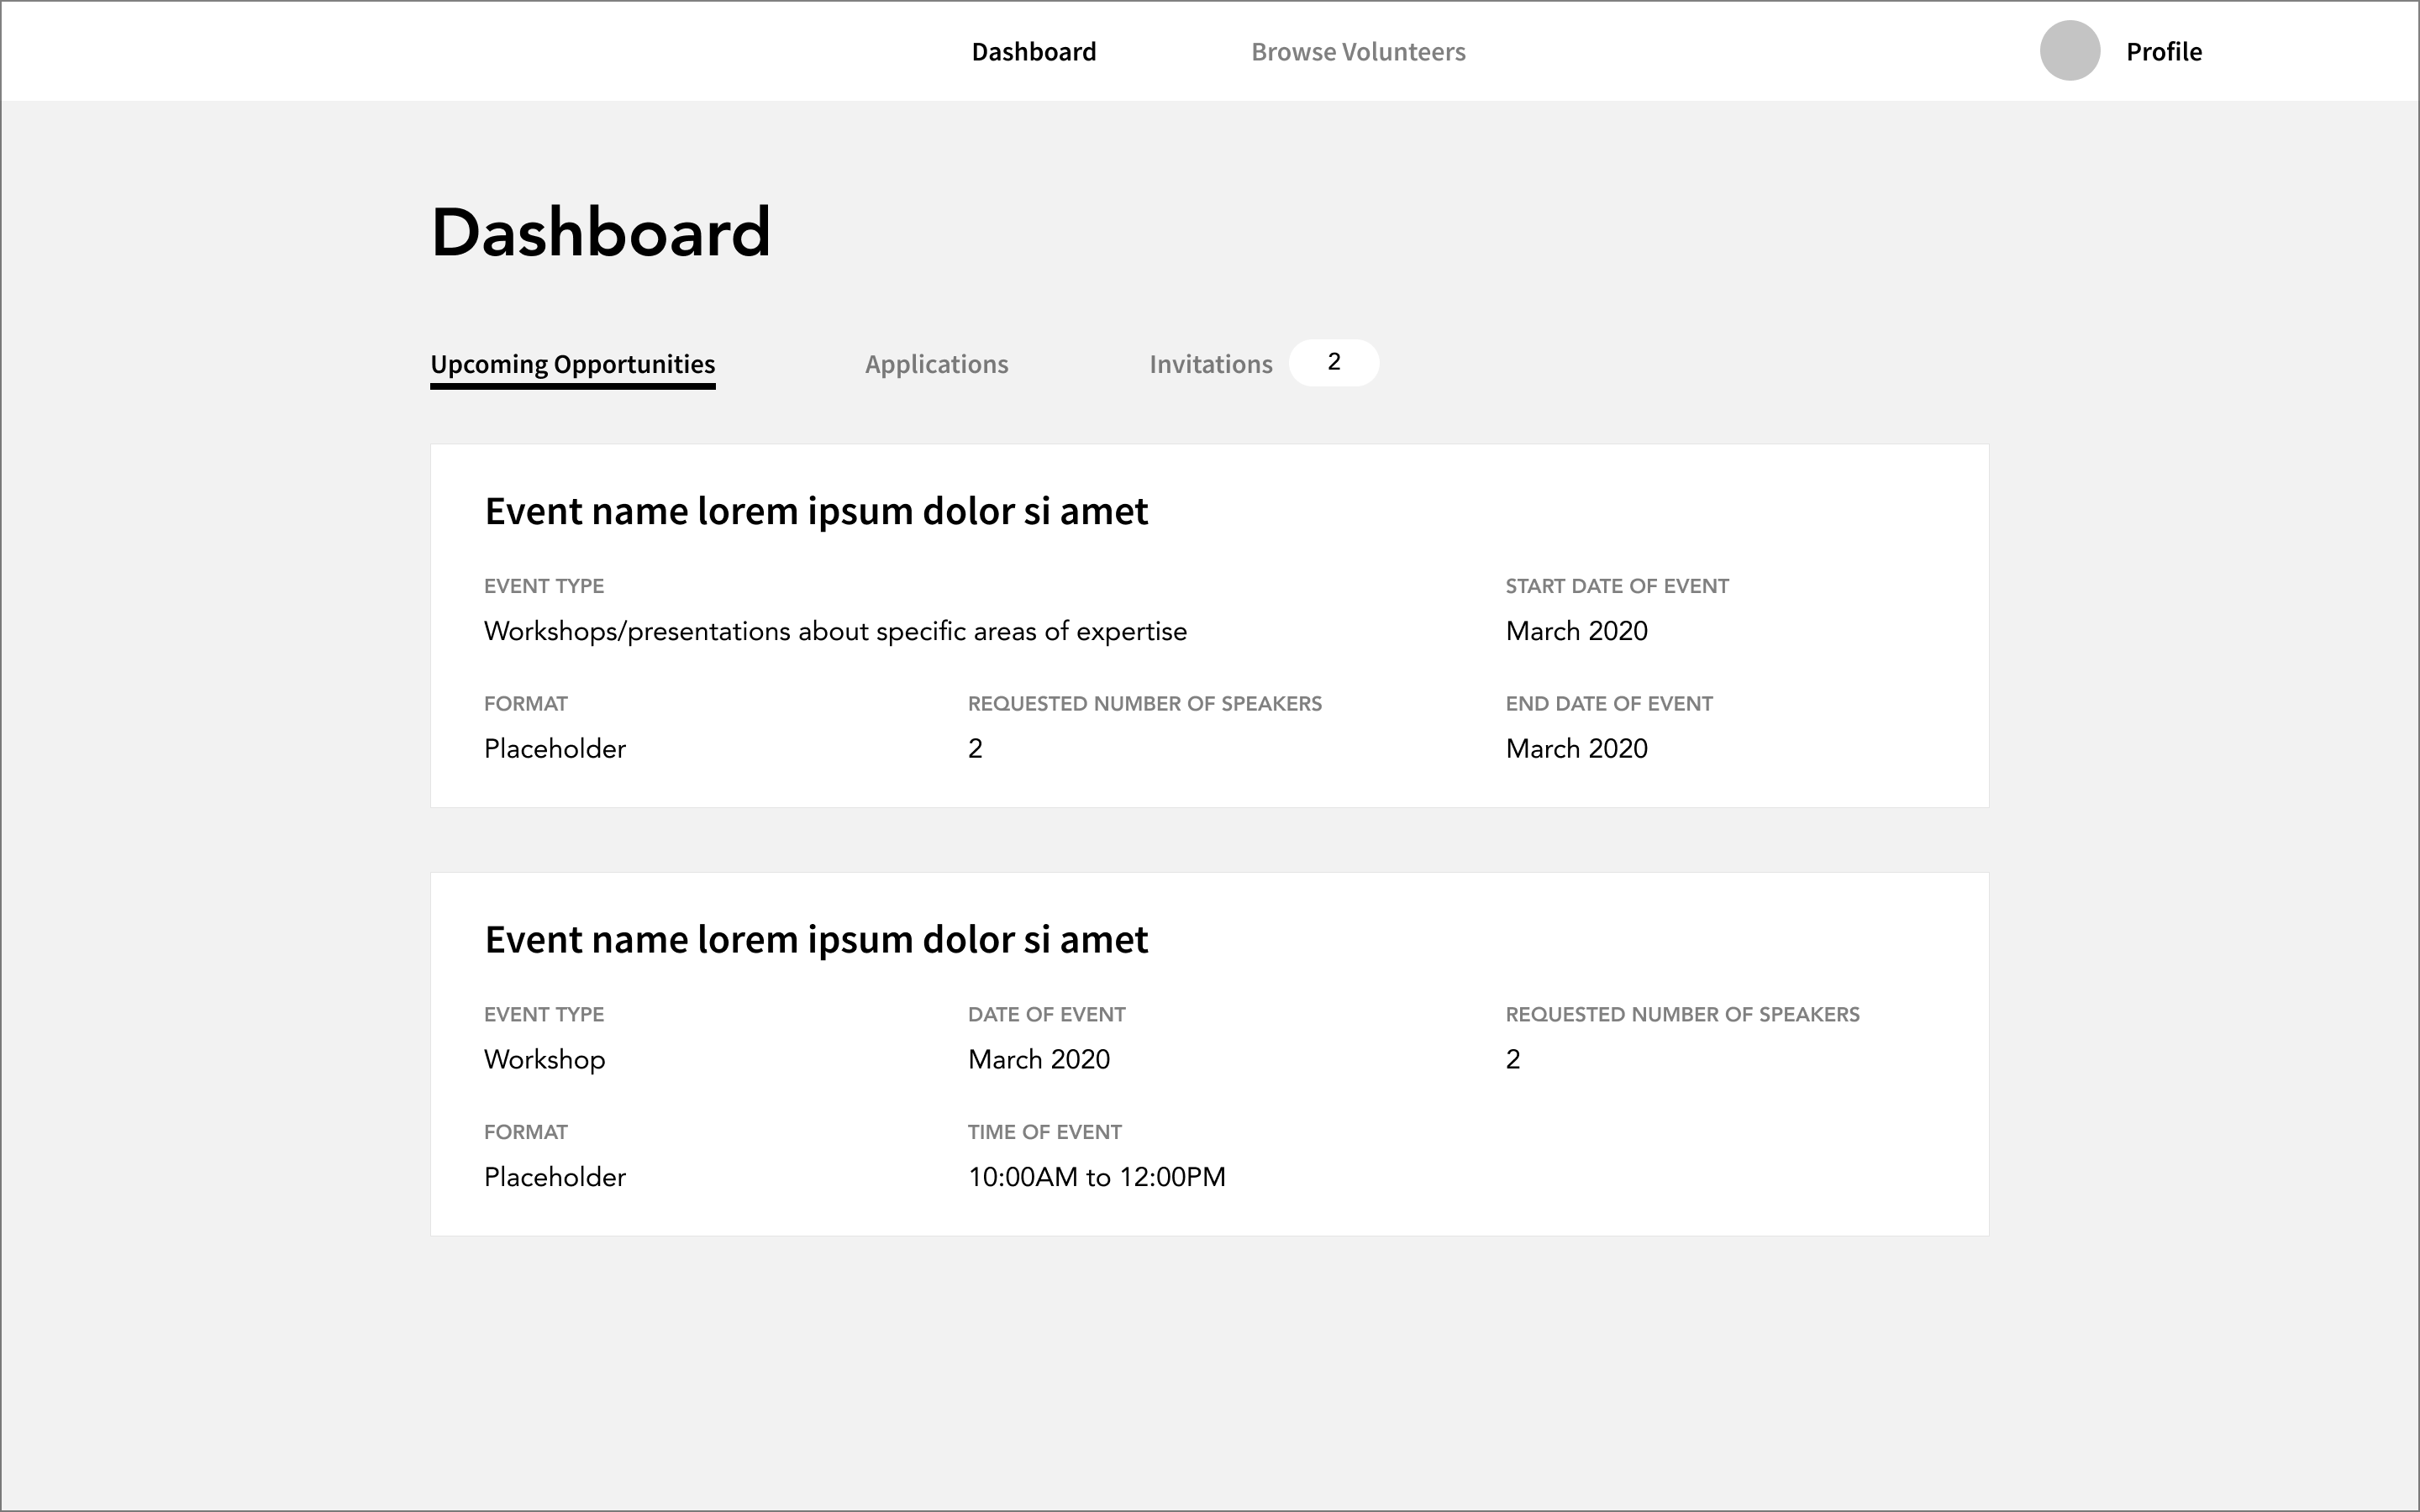 Dashboard
Browse Volunteers
Profile
Dashboard
Upcoming Opportunities
Applications
Invitations
2
Event name lorem ipsum dolor si amet
EVENT TYPE
START DATE OF EVENT
Workshops/presentations about specific areas of expertise
March 2020
FORMAT
REQUESTED NUMBER OF SPEAKERS
END DATE OF EVENT
Placeholder
2
March 2020
Event name lorem ipsum dolor si amet
EVENT TYPE
DATE OF EVENT
REQUESTED NUMBER OF SPEAKERS
Workshop
March 2020
2
FORMAT
TIME OF EVENT
Placeholder
10:00AM to 12:00PM